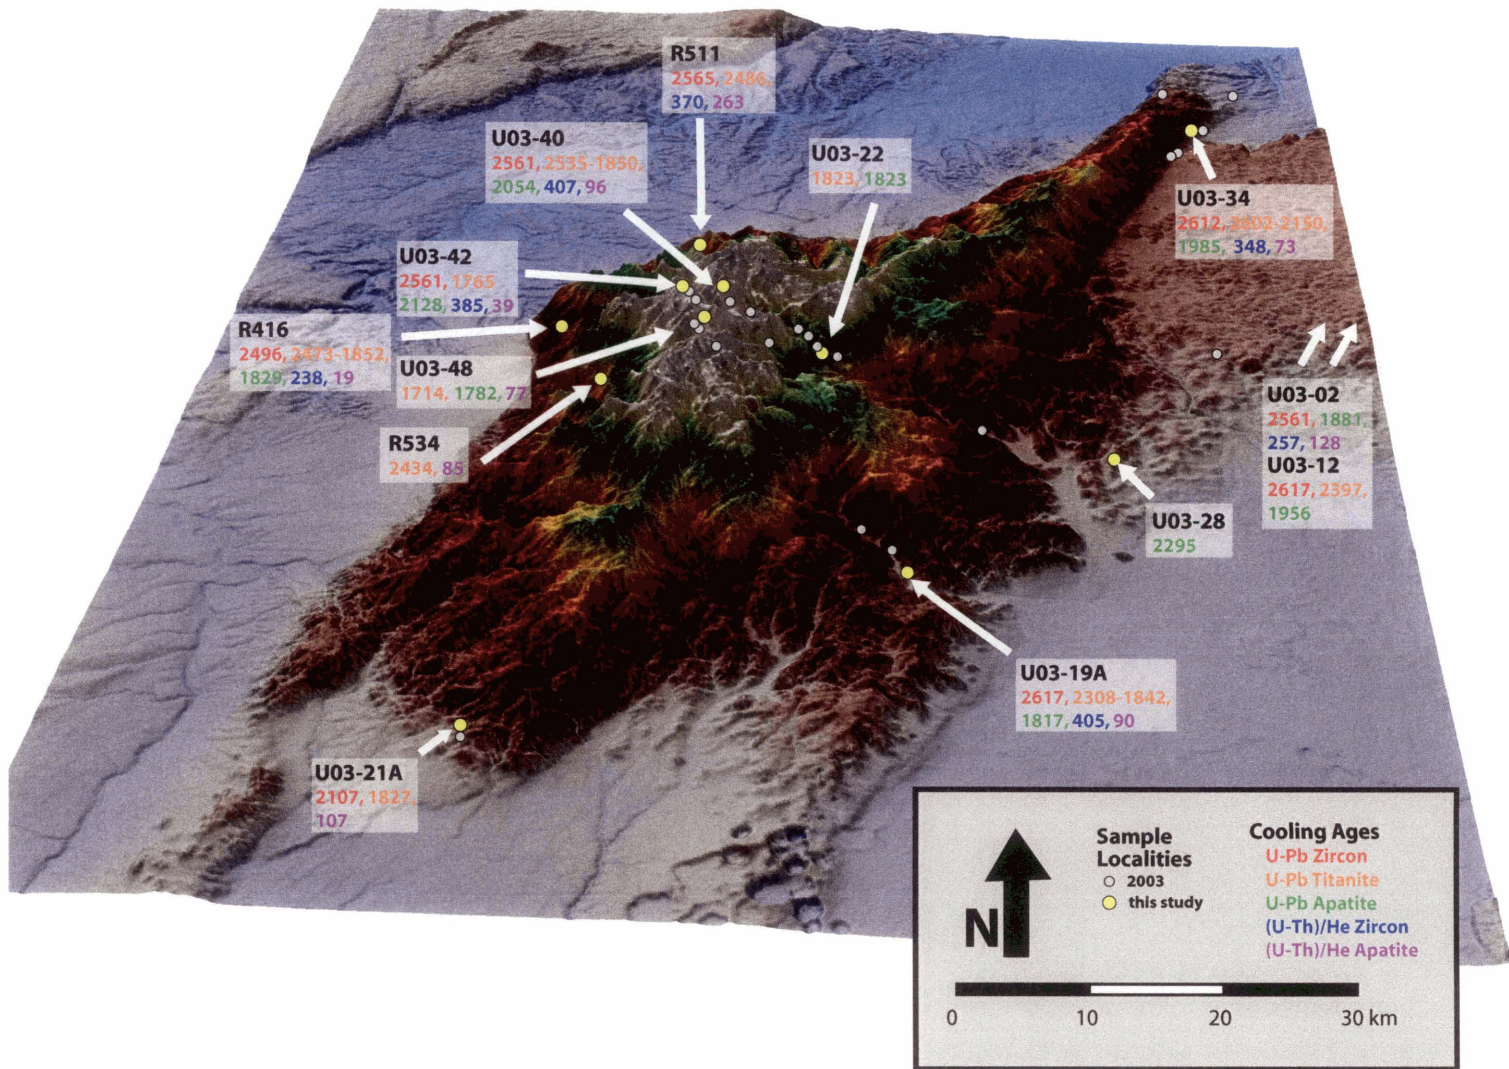 R511
2565, 2486,
370, 263
U03-40
2561, 2535-1850,
2054, 407, 96
U03-22
1823, 1823
U03-34
2612, 2202-2150,
1985, 348, 73
U03-42
2561, 1765
2128, 385, 39
R416
2496, 2473-1852,
1829, 238, 19
U03-48
1714, 1782, 77
R534
2434, 85
U03-02
2561, 1881,
257, 128
U03-12
2617, 2397,
1956
U03-28
2295
U03-19A
2617, 2308-1842,
1817, 405, 90
U03-21A
2107, 1827,
107
N
Sample
Localities
2003
this study
Cooling Ages
U-Pb Zircon
U-Pb Titanite
U-Pb Apatite
(U-Th)/He Zircon
(U-Th)/He Apatite
0 10 20 30 km